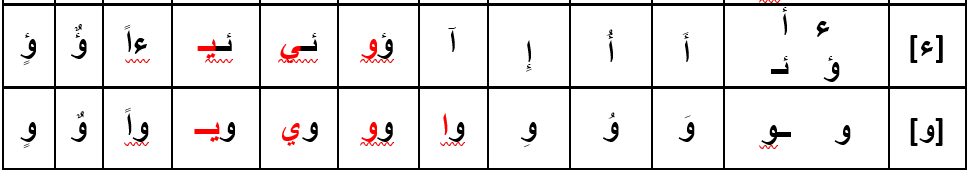 [ء] ء أ ؤ ئـ أَ أُ إِ آ ؤو ئـي ئـيـ ءاً ؤٌ ؤٍ
[و] و ـو وَ وُ وِ وا وو وي ويـ واً وٌ وٍ